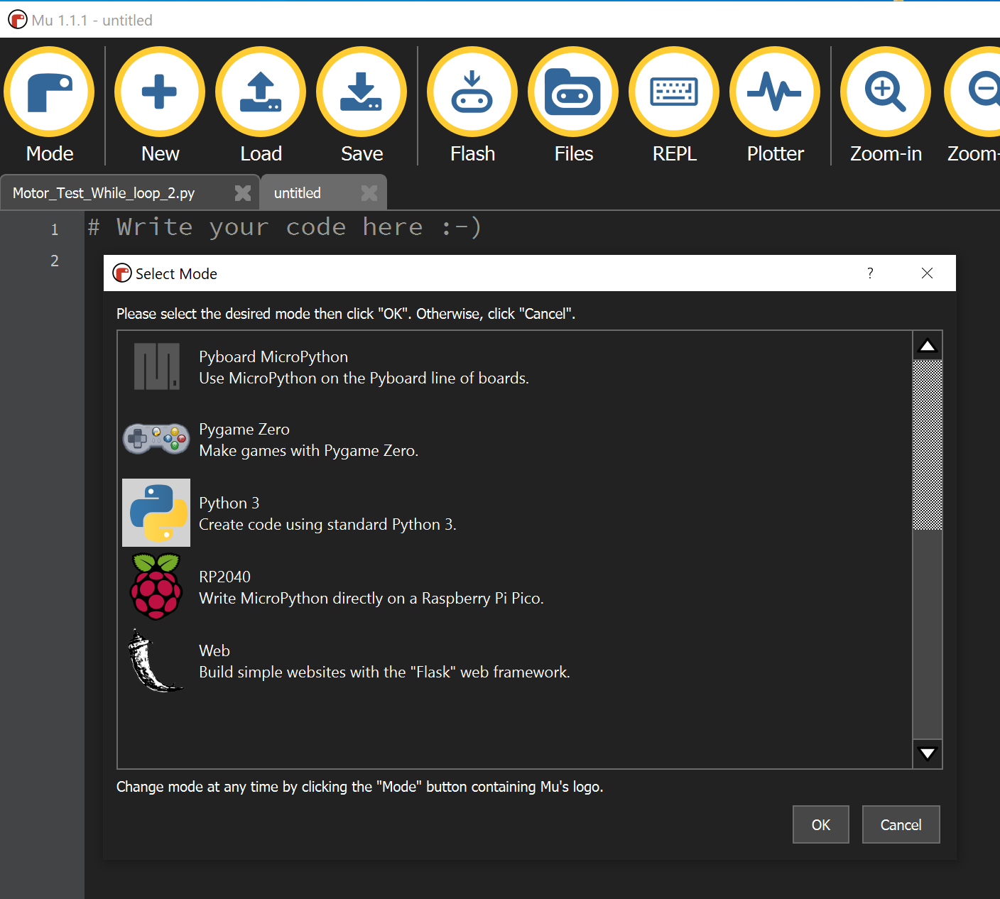 Mu 1.1.1 - untitled
Mode
New
Load
Save
Flash
Files
REPL
Plotter
Zoom-in
Zoom-
Motor_Test_While_loop_2.py
untitled
1 # Write your code here :-)
2
Select Mode
?
Please select the desired mode then click "OK". Otherwise, click "Cancel".
Pyboard MicroPython
Use MicroPython on the Pyboard line of boards.
Pygame Zero
Make games with Pygame Zero.
Python 3
Create code using standard Python 3.
RP2040
Write MicroPython directly on a Raspberry Pi Pico.
Web
Build simple websites with the "Flask" web framework.
Change mode at any time by clicking the "Mode" button containing Mu's logo.
OK
Cancel